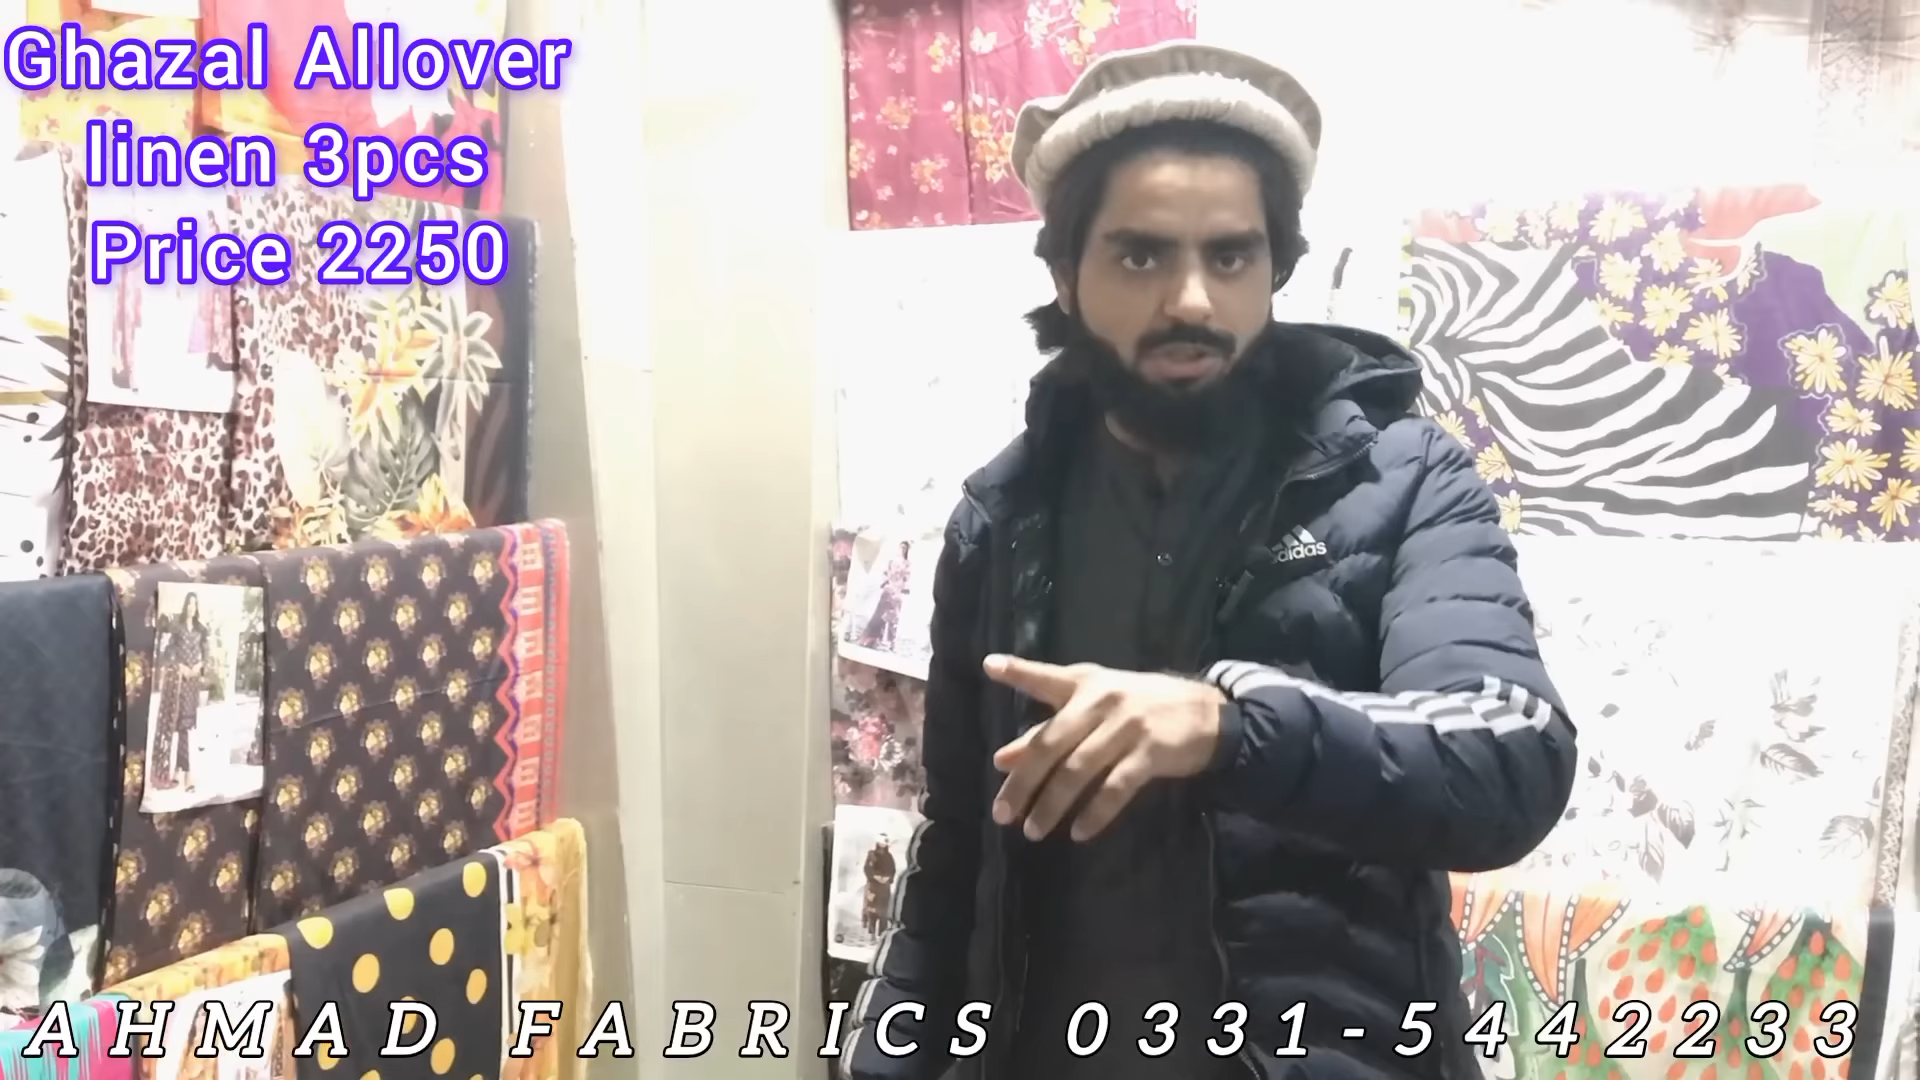 Ghazal Allover
linen 3pcs
Price 2250
adidas
AHMAD FABRICS 0331-5442233